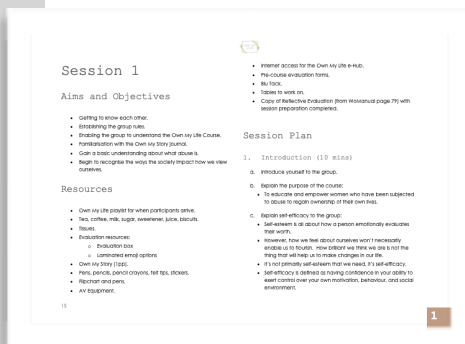 Session 1
Aims and Objectives
• Getting to know each other.
• Establishing the group rules.
• Enabling the group to understand the Own My Life Course.
• Familiarisation with the Own My Story journal.
• Gain a basic understanding about what abuse is.
• Begin to recognise the ways the society impact how we view
ourselves.
Resources
• Own My Life playlist for when participants arrive.
• Tea, coffee, milk, sugar, sweetener, juice, biscuits.
• Tissues.
• Evaluation resources:
o Evaluation box
o Laminated emoji options
• Own My Story (1pp).
• Pens, pencils, pencil crayons, felt tips, stickers.
• Flipchart and pens.
• AV Equipment.
• Internet access for the Own My Life e-Hub.
• Pre-course evaluation forms.
• Blu Tack.
• Tables to work on.
• Copy of Reflective Evaluation (from WoManual page 79) with
session preparation completed.
Session Plan
1. Introduction (10 mins)
a. Introduce yourself to the group.
b. Explain the purpose of the course:
• To educate and empower women who have been subjected
to abuse to regain ownership of their own lives.
c. Explain self-efficacy to the group:
• Self-esteem is all about how a person emotionally evaluates
their worth.
• However, how we feel about ourselves won't necessarily
enable us to flourish. How brilliant we think we are is not the
thing that will help us to make changes in our life.
• It's not primarily self-esteem that we need, it's self-efficacy.
• Self-efficacy is defined as having confidence in your ability to
exert control over your own motivation, behaviour, and social
environment.
1